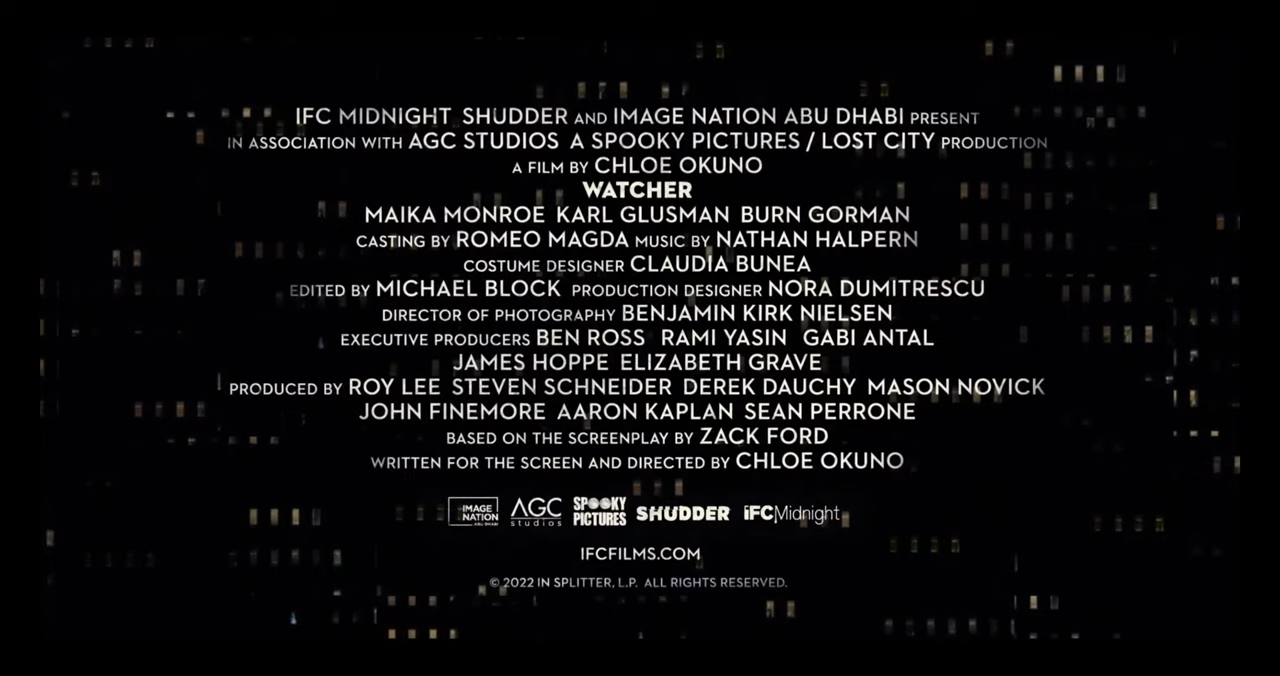 IFC MIDNIGHT SHUDDER AND IMAGE NATION ABU DHABI PRESENT
IN ASSOCIATION WITH AGC STUDIOS A SPOOKY PICTURES / LOST CITY PRODUCTION
A FILM BY CHLOE OKUNO
WATCHER
MAIKA MONROE KARL GLUSMAN BURN GORMAN
CASTING BY ROMEO MAGDA MUSIC BY NATHAN HALPERN
COSTUME DESIGNER CLAUDIA BUNEA
EDITED BY MICHAEL BLOCK PRODUCTION DESIGNER NORA DUMITRESCU
DIRECTOR OF PHOTOGRAPHY BENJAMIN KIRK NIELSEN
EXECUTIVE PRODUCERS BEN ROSS RAMI YASIN GABI ANTAL
JAMES HOPPE ELIZABETH GRAVE
PRODUCED BY ROY LEE STEVEN SCHNEIDER DEREK DAUCHY MASON NOVICK
JOHN FINEMORE AARON KAPLAN SEAN PERRONE
BASED ON THE SCREENPLAY BY ZACK FORD
WRITTEN FOR THE SCREEN AND DIRECTED BY CHLOE OKUNO
IMAGE NATION ABU DHABI AGC studios SPOOKY PICTURES SHUDDER IFC Midnight
IFCFILMS.COM
© 2022 IN SPLITTER, L.P. ALL RIGHTS RESERVED.